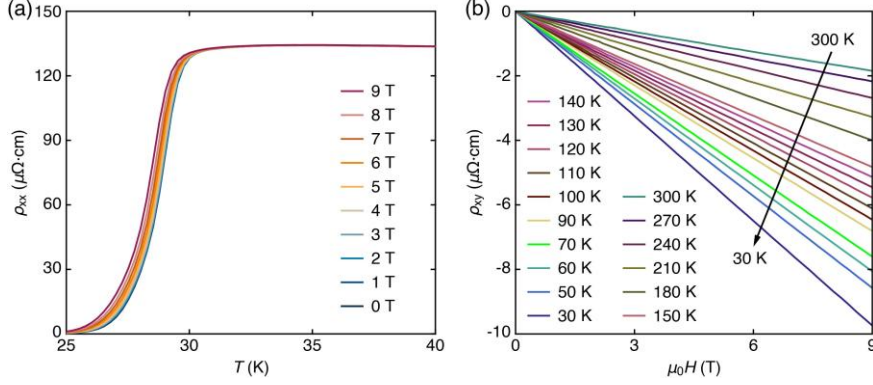 (a)
150
120
90
60
30
0
ρxx (μΩ·cm)
25
30
35
40
T (K)
9 T
8 T
7 T
6 T
5 T
4 T
3 T
2 T
1 T
0 T
(b)
0
-2
-4
-6
-8
-10
ρxy (μΩ·cm)
0
3
6
9
μ0H (T)
300 K
30 K
140 K
130 K
120 K
110 K
100 K
90 K
70 K
60 K
50 K
30 K
300 K
270 K
240 K
210 K
180 K
150 K